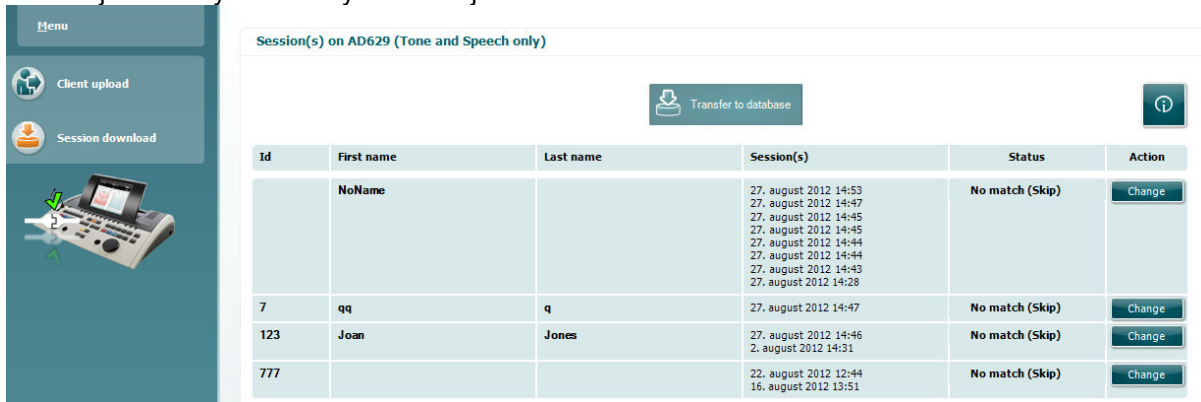 Menu
Client upload
Session download
Session(s) on AD629 (Tone and Speech only)
Transfer to database
Id First name Last name Session(s) Status Action
NoName 27. august 2012 14:53 No match (Skip) Change
27. august 2012 14:47
27. august 2012 14:45
27. august 2012 14:45
27. august 2012 14:44
27. august 2012 14:44
27. august 2012 14:43
27. august 2012 14:28
7 qq q 27. august 2012 14:47 No match (Skip) Change
123 Joan Jones 27. august 2012 14:46 No match (Skip) Change
2. august 2012 14:31
777 22. august 2012 12:44 No match (Skip) Change
16. august 2012 13:51